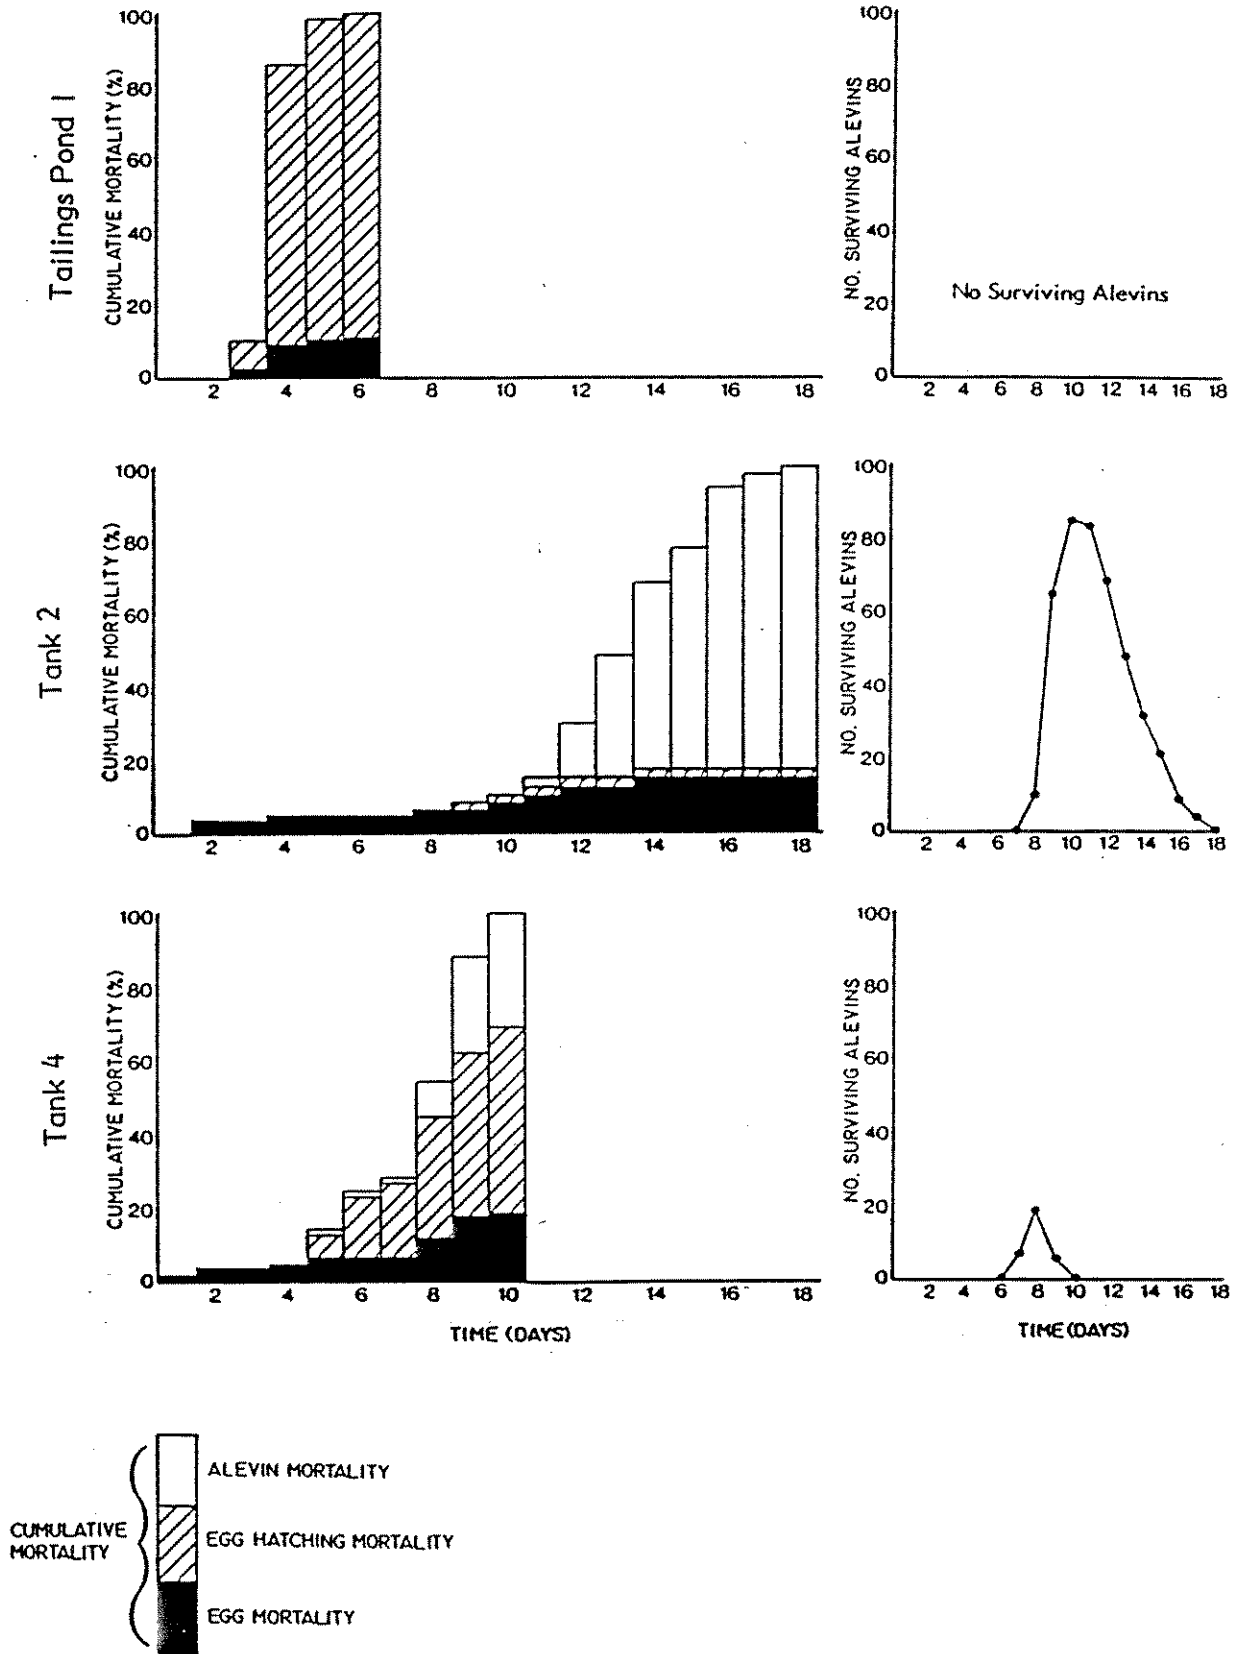 Tailings Pond 1
CUMULATIVE MORTALITY (%)
100
80
60
40
20
0
2 4 6 8 10 12 14 16 18
NO. SURVIVING ALEVINS
100
80
60
40
20
0
No Surviving Alevins
2 4 6 8 10 12 14 16 18
Tank 2
CUMULATIVE MORTALITY (%)
100
80
60
40
20
0
2 4 6 8 10 12 14 16 18
NO. SURVIVING ALEVINS
100
80
60
40
20
0
2 4 6 8 10 12 14 16 18
Tank 4
CUMULATIVE MORTALITY (%)
100
80
60
40
20
0
2 4 6 8 10 12 14 16 18
TIME (DAYS)
NO. SURVIVING ALEVINS
100
80
60
40
20
0
2 4 6 8 10 12 14 16 18
TIME (DAYS)
CUMULATIVE
MORTALITY
ALEVIN MORTALITY
EGG HATCHING MORTALITY
EGG MORTALITY